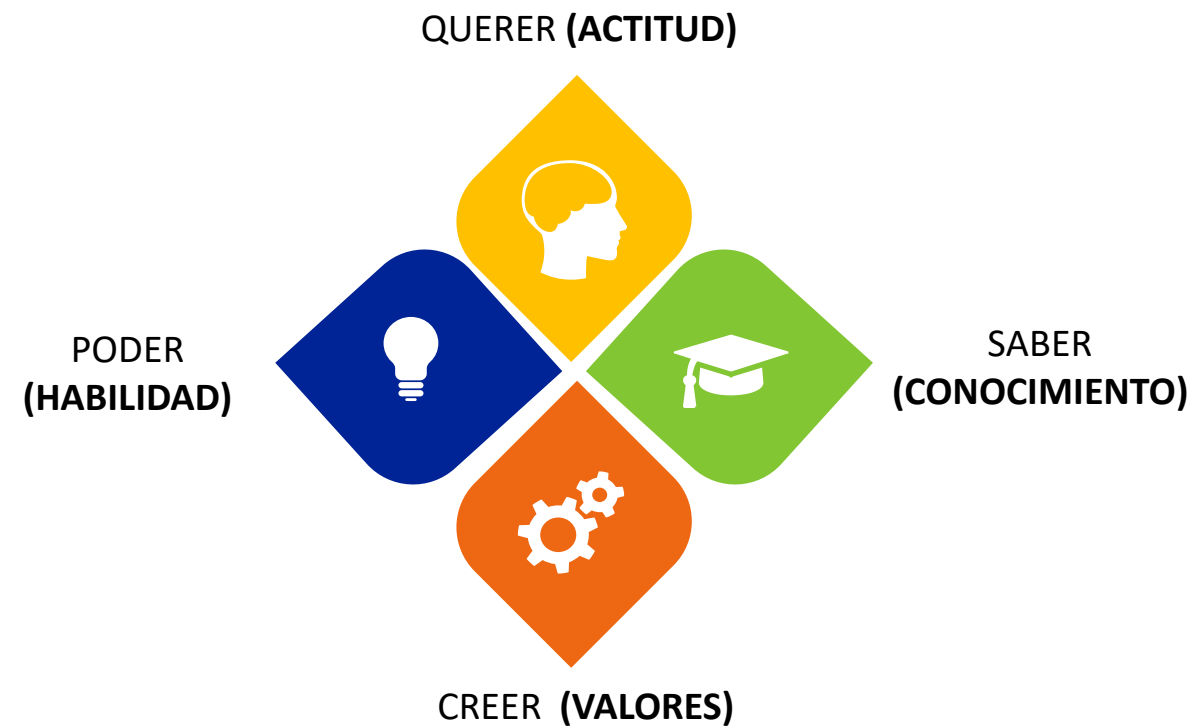 QUERER (ACTITUD)
PODER
(HABILIDAD)
SABER
(CONOCIMIENTO)
CREER (VALORES)